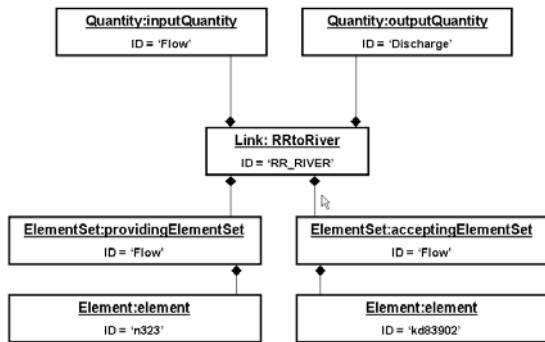 Quantity:inputQuantity
ID = 'Flow'
Quantity:outputQuantity
ID = 'Discharge'
Link: RRtoRiver
ID = 'RR_RIVER'
ElementSet:providingElementSet
ID = 'Flow'
ElementSet:acceptingElementSet
ID = 'Flow'
Element:element
ID = 'n323'
Element:element
ID = 'kd83902'